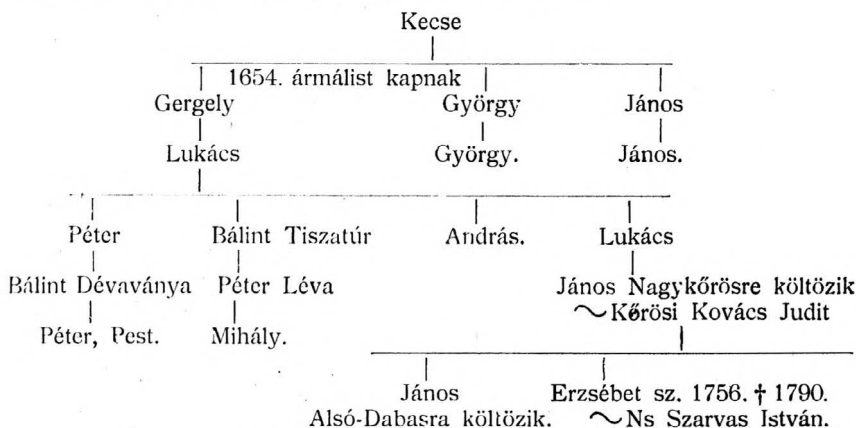 Kecse
1654. ármálist kapnak
Gergely György János
Lukács György. János.
Péter Bálint Tiszatúr András. Lukács
Bálint Dévaványa Péter Léva János Nagykőrösre költözik
~Kőrösi Kovács Judit
Péter, Pest. Mihály.
János Erzsébet sz. 1756. † 1790.
Alsó-Dabasra költözik. ~Ns Szarvas István.